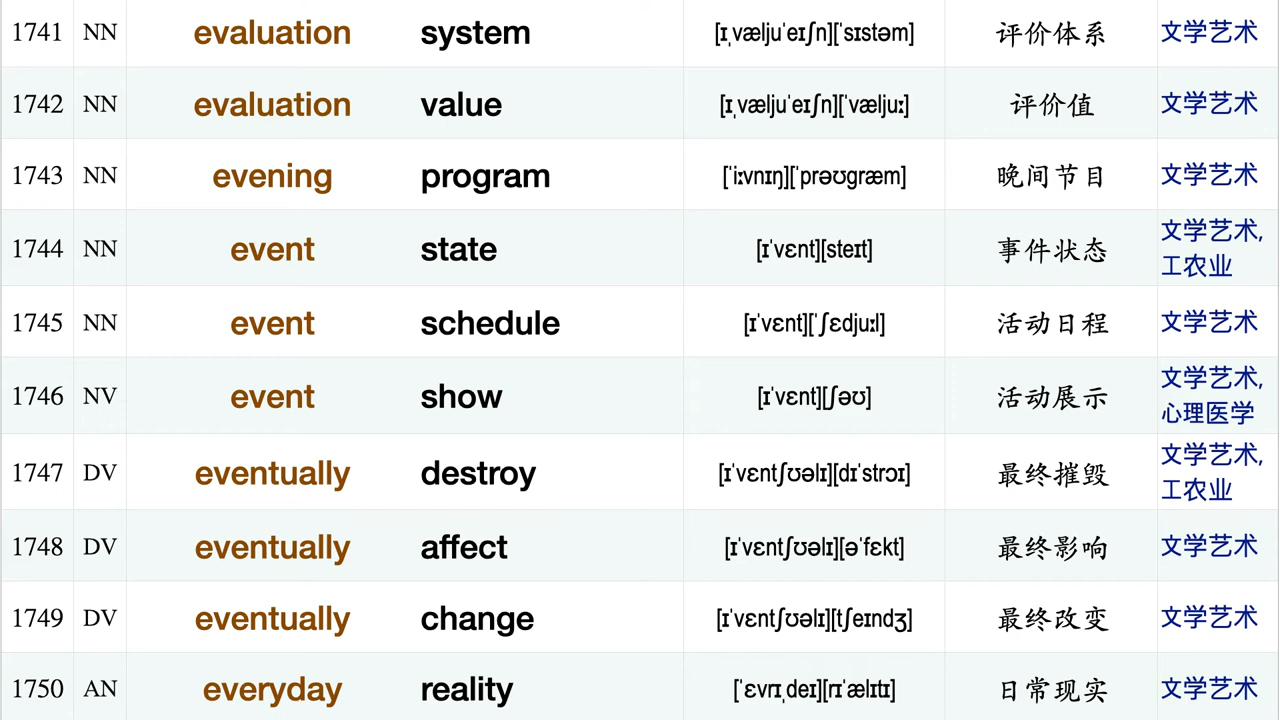 1741 NN evaluation system [ɪˌvæljuˈeɪʃn][ˈsɪstəm] 评价体系 文学艺术
1742 NN evaluation value [ɪˌvæljuˈeɪʃn][ˈvæljuː] 评价值 文学艺术
1743 NN evening program [ˈiːvnɪŋ][ˈprəʊɡræm] 晚间节目 文学艺术
1744 NN event state [ɪˈvɛnt][steɪt] 事件状态 文学艺术,
工农业
1745 NN event schedule [ɪˈvɛnt][ˈʃɛdjuːl] 活动日程 文学艺术
1746 NV event show [ɪˈvɛnt][ʃəʊ] 活动展示 文学艺术,
心理医学
1747 DV eventually destroy [ɪˈvɛntʃʊəlɪ][dɪˈstrɔɪ] 最终摧毁 文学艺术,
工农业
1748 DV eventually affect [ɪˈvɛntʃʊəlɪ][əˈfɛkt] 最终影响 文学艺术
1749 DV eventually change [ɪˈvɛntʃʊəlɪ][tʃeɪndʒ] 最终改变 文学艺术
1750 AN everyday reality [ˈɛvrɪˌdeɪ][rɪˈælɪtɪ] 日常现实 文学艺术